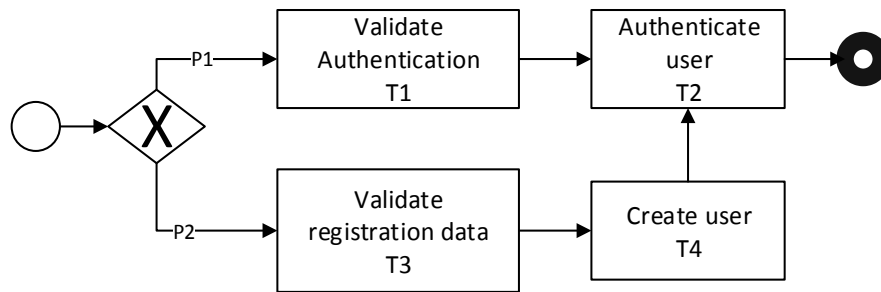 P1
Validate
Authentication
T1
Authenticate
user
T2
X
P2
Validate
registration data
T3
Create user
T4